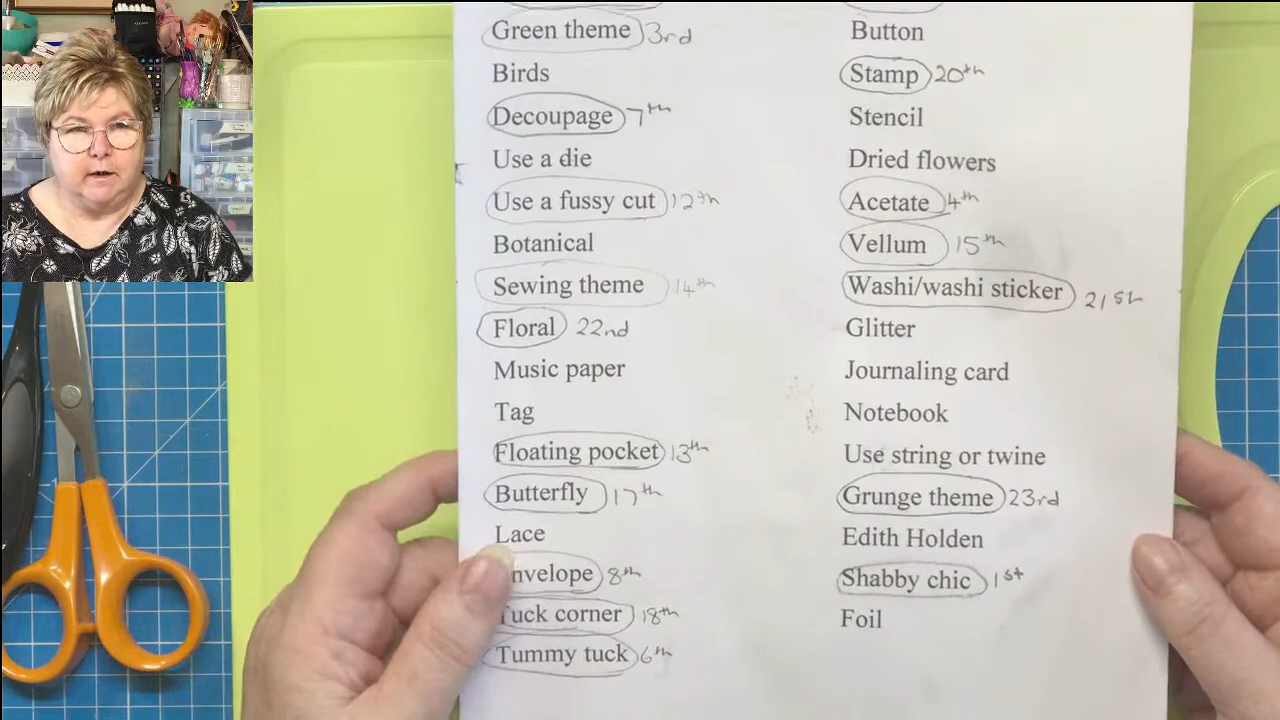 Green theme 3rd
Birds
Decoupage 7th
Use a die
Use a fussy cut 12th
Botanical
Sewing theme 14th
Floral 22nd
Music paper
Tag
Floating pocket 13th
Butterfly 17th
Lace
nvelope 8th
Tuck corner 18th
Tummy tuck 6th
Button
Stamp 20th
Stencil
Dried flowers
Acetate 4th
Vellum 15th
Washi/washi sticker 21st
Glitter
Journaling card
Notebook
Use string or twine
Grunge theme 23rd
Edith Holden
Shabby chic 1st
Foil